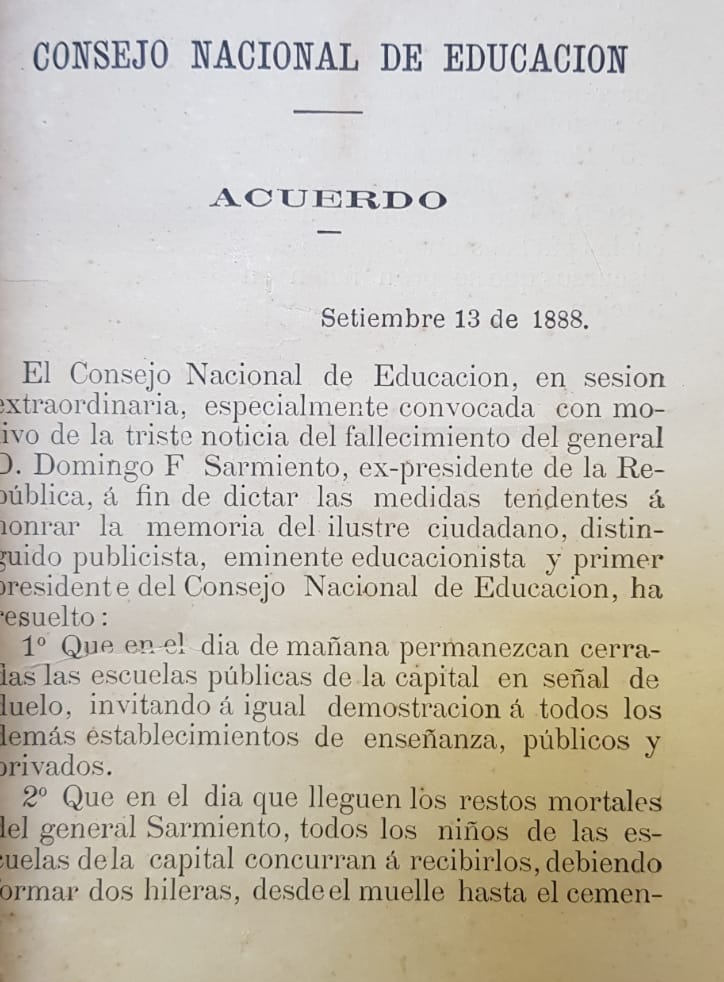 CONSEJO NACIONAL DE EDUCACION
ACUERDO
Setiembre 13 de 1888.
El Consejo Nacional de Educacion, en sesion
extraordinaria, especialmente convocada con mo-
ivo de la triste noticia del fallecimiento del general
D. Domingo F Sarmiento, ex-presidente de la Re-
pública, á fin de dictar las medidas tendentes á
honrar la memoria del ilustre ciudadano, distin-
guido publicista, eminente educacionista y primer
presidente del Consejo Nacional de Educacion, ha
resuelto:
1º Que en el dia de mañana permanezcan cerra-
das las escuelas públicas de la capital en señal de
duelo, invitando á igual demostracion á todos los
demás establecimientos de enseñanza, públicos y
privados.
2º Que en el dia que lleguen los restos mortales
del general Sarmiento, todos los niños de las es-
cuelas de la capital concurran á recibirlos, debiendo
formar dos hileras, desde el muelle hasta el cemen-